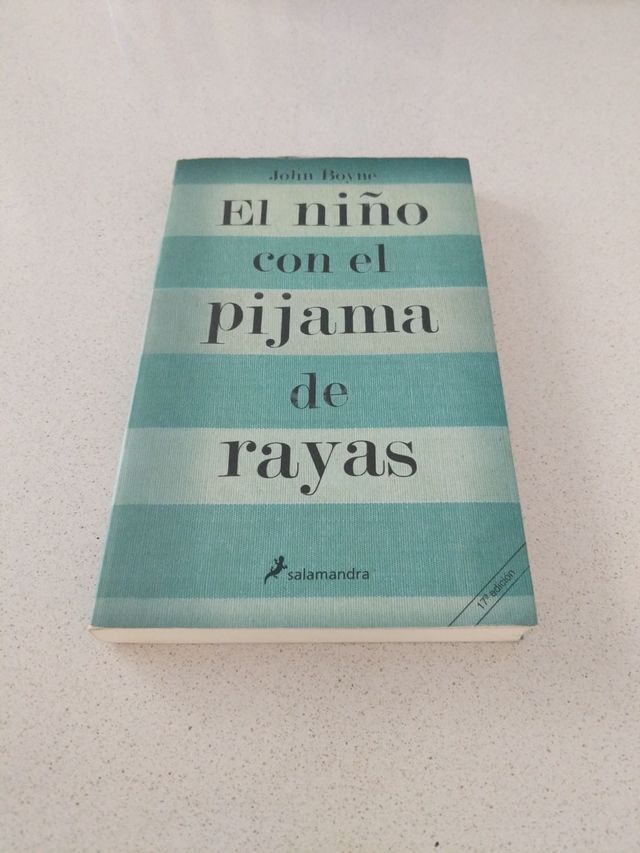 John Boyne
El niño
con el
pijama
de
rayas
salamandra
17ª edición